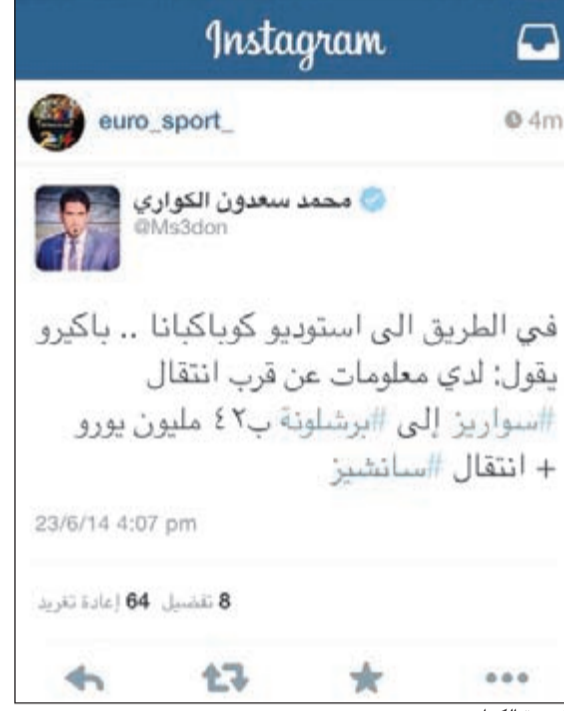 Instagram
euro_sport_ 4m
محمد سعدون الكواري
@Ms3don
في الطريق الى استوديو كوباكبانا .. باكيرو
يقول: لدي معلومات عن قرب انتقال
#سواريز إلى #برشلونة ب٤٢ مليون يورو
+ انتقال #سانشيز
23/6/14 4:07 pm
8 تفضيل 64 إعادة تغريد